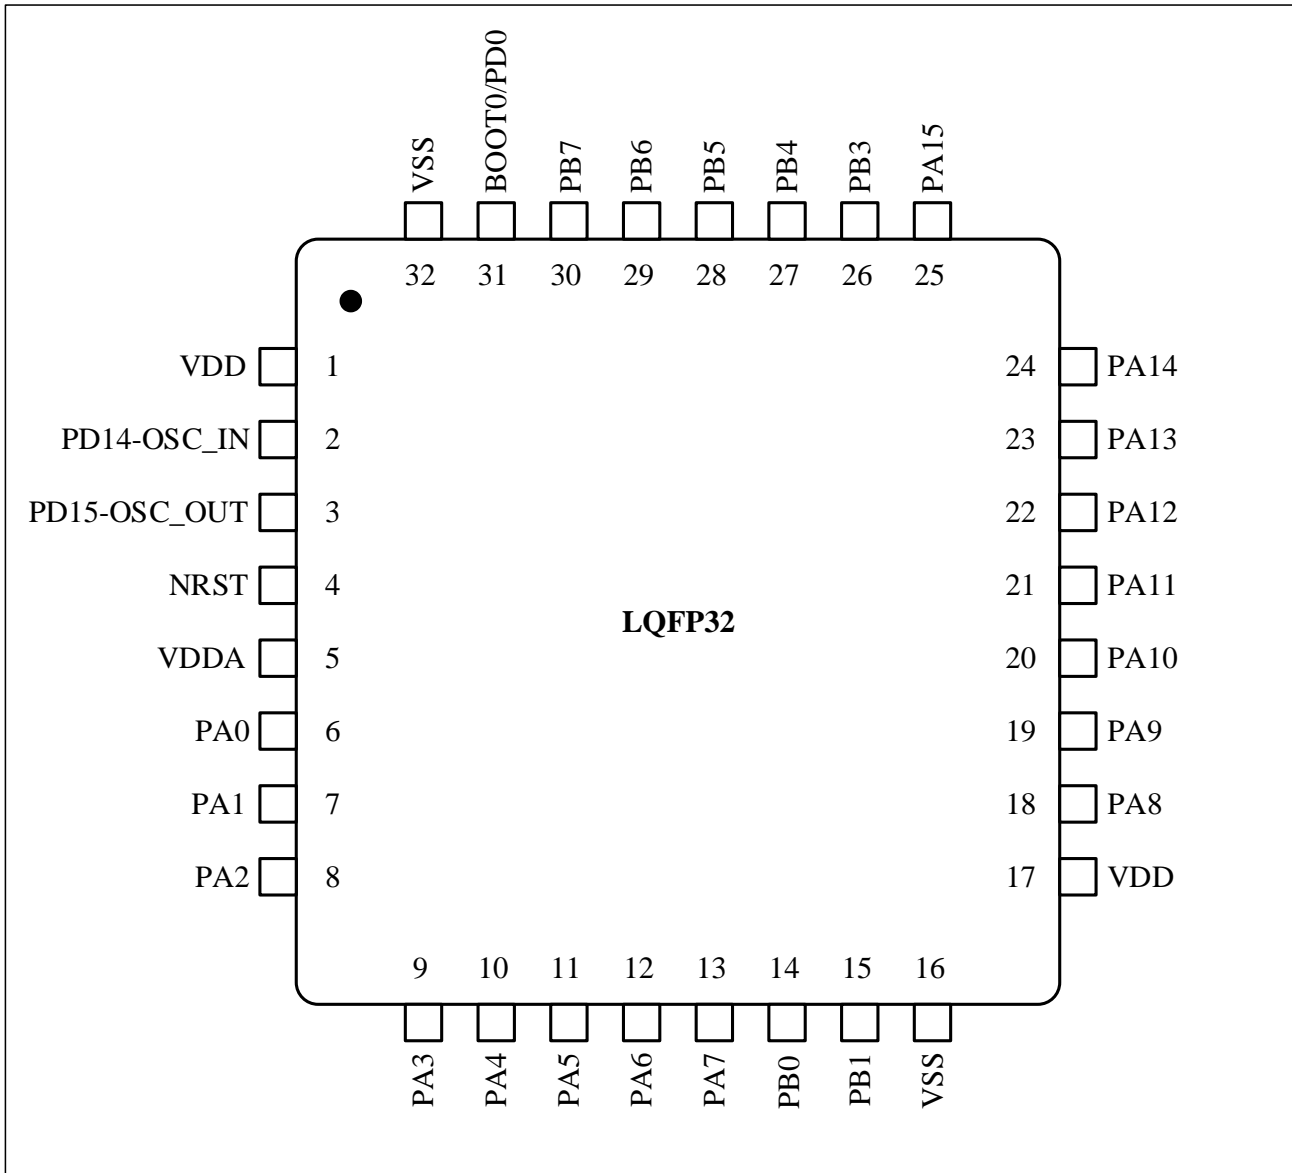 VSS
BOOT0/PD0
PB7
PB6
PB5
PB4
PB3
PA15
32 31 30 29 28 27 26 25
VDD 1 24 PA14
PD14-OSC_IN 2 23 PA13
PD15-OSC_OUT 3 22 PA12
NRST 4 21 PA11
LQFP32
VDDA 5 20 PA10
PA0 6 19 PA9
PA1 7 18 PA8
PA2 8 17 VDD
9 10 11 12 13 14 15 16
PA3
PA4
PA5
PA6
PA7
PB0
PB1
VSS